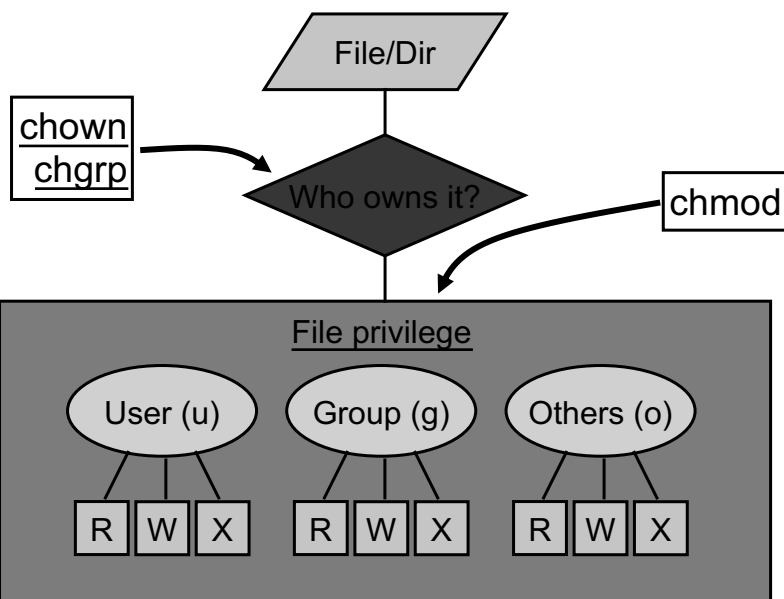 File/Dir
chown
chgrp
Who owns it?
chmod
File privilege
User (u) Group (g) Others (o)
R W X R W X R W X